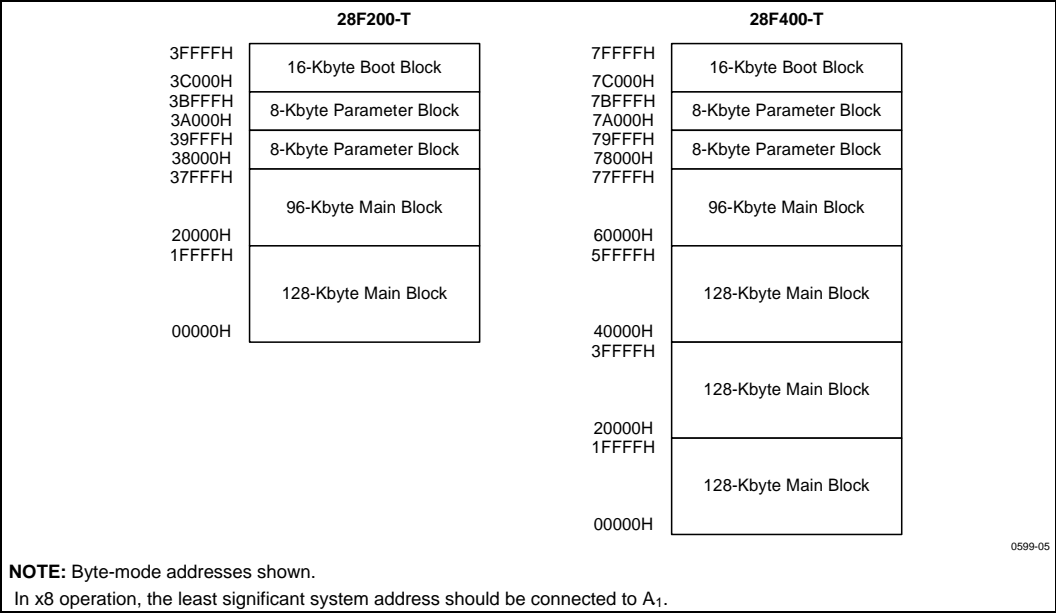 28F200-T
3FFFFH
16-Kbyte Boot Block
3C000H
3BFFFH
8-Kbyte Parameter Block
3A000H
39FFFH
8-Kbyte Parameter Block
38000H
37FFFH
96-Kbyte Main Block
20000H
1FFFFH
128-Kbyte Main Block
00000H
28F400-T
7FFFFH
16-Kbyte Boot Block
7C000H
7BFFFH
8-Kbyte Parameter Block
7A000H
79FFFH
8-Kbyte Parameter Block
78000H
77FFFH
96-Kbyte Main Block
60000H
5FFFFH
128-Kbyte Main Block
40000H
3FFFFH
128-Kbyte Main Block
20000H
1FFFFH
128-Kbyte Main Block
00000H
0599-05
NOTE: Byte-mode addresses shown.
In x8 operation, the least significant system address should be connected to A₁.